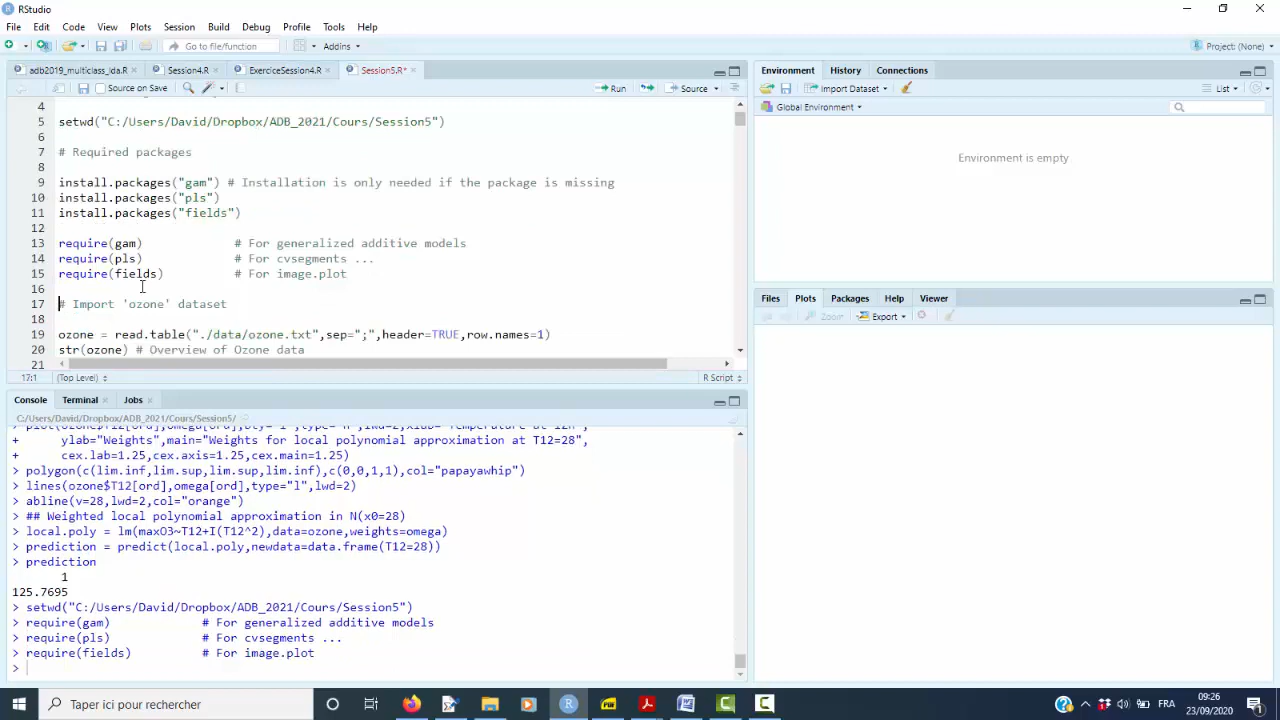 RStudio
File Edit Code View Plots Session Build Debug Profile Tools Help
Go to file/function Addins Project: (None)
adb2019_multiclass_lda.R Session4.R ExerciceSession4.R Session5.R*
Source on Save Run Source
4
5 setwd("C:/Users/David/Dropbox/ADB_2021/Cours/Session5")
6
7 # Required packages
8
9 install.packages("gam") # Installation is only needed if the package is missing
10 install.packages("pls")
11 install.packages("fields")
12
13 require(gam) # For generalized additive models
14 require(pls) # For cvsegments ...
15 require(fields) # For image.plot
16
17 # Import 'ozone' dataset
18
19 ozone = read.table("./data/ozone.txt",sep=";",header=TRUE,row.names=1)
20 str(ozone) # Overview of Ozone data
21
17:1 (Top Level) R Script
Console Terminal Jobs
C:/Users/David/Dropbox/ADB_2021/Cours/Session5/
+ ylab="Weights",main="Weights for local polynomial approximation at T12=28",
+ cex.lab=1.25,cex.axis=1.25,cex.main=1.25)
> polygon(c(lim.inf,lim.sup,lim.sup,lim.inf),c(0,0,1,1),col="papayawhip")
> lines(ozone$T12[ord],omega[ord],type="l",lwd=2)
> abline(v=28,lwd=2,col="orange")
> ## Weighted local polynomial approximation in N(x0=28)
> local.poly = lm(maxO3~T12+I(T12^2),data=ozone,weights=omega)
> prediction = predict(local.poly,newdata=data.frame(T12=28))
> prediction
1
125.7695
> setwd("C:/Users/David/Dropbox/ADB_2021/Cours/Session5")
> require(gam) # For generalized additive models
> require(pls) # For cvsegments ...
> require(fields) # For image.plot
>
Environment History Connections
Import Dataset List
Global Environment
Environment is empty
Files Plots Packages Help Viewer
Zoom Export
Taper ici pour rechercher
FRA
09:26
23/09/2020